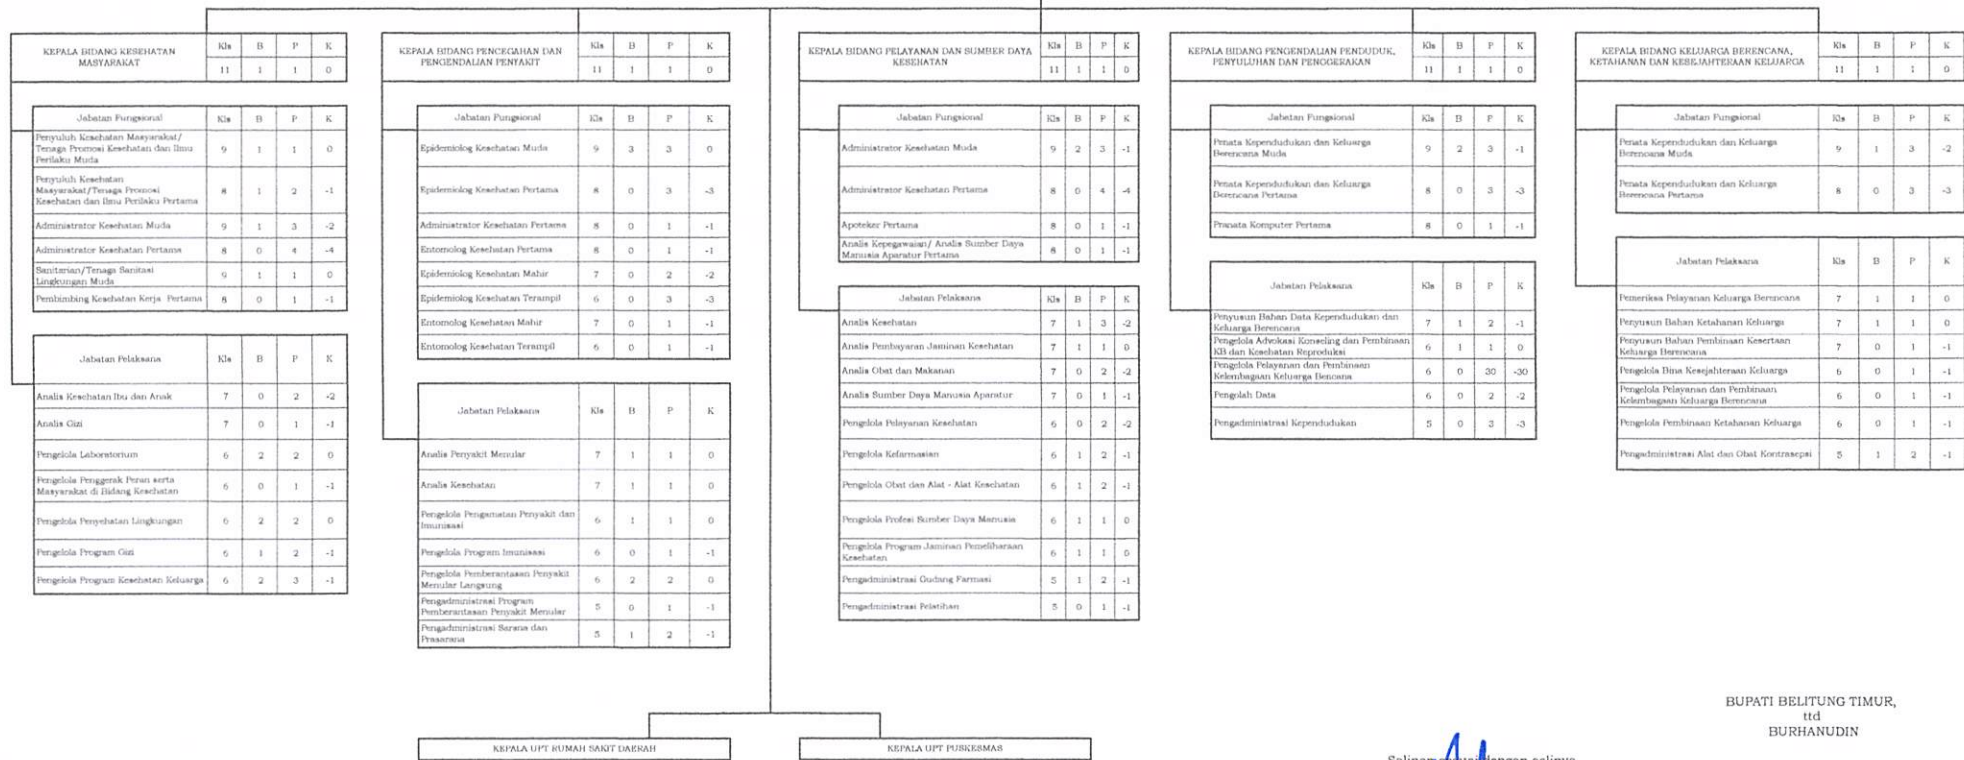 KEPALA BIDANG KESEHATAN Kls B P K
MASYARAKAT 11 1 1 0
Jabatan Fungsional Kls B P K
Penyuluh Kesehatan Masyarakat/
Tenaga Promosi Kesehatan dan Ilmu 9 1 1 0
Perilaku Muda
Penyuluh Kesehatan
Masyarakat/Tenaga Promosi 8 1 2 -1
Kesehatan dan Ilmu Perilaku Pertama
Administrator Kesehatan Muda 9 1 3 -2
Administrator Kesehatan Pertama 8 0 4 -4
Sanitarian/Tenaga Sanitasi 9 1 1 0
Lingkungan Muda
Pembimbing Kesehatan Kerja Pertama 8 0 1 -1
Jabatan Pelaksana Kls B P K
Analis Kesehatan Ibu dan Anak 7 0 2 -2
Analis Gizi 7 0 1 -1
Pengelola Laboratorium 6 2 2 0
Pengelola Penggerak Peran serta 6 0 1 -1
Masyarakat di Bidang Kesehatan
Pengelola Penyehatan Lingkungan 6 2 2 0
Pengelola Program Gizi 6 1 2 -1
Pengelola Program Kesehatan Keluarga 6 2 3 -1
KEPALA BIDANG PENCEGAHAN DAN Kls B P K
PENGENDALIAN PENYAKIT 11 1 1 0
Jabatan Fungsional Kls B P K
Epidemiolog Kesehatan Muda 9 3 3 0
Epidemiolog Kesehatan Pertama 8 0 3 -3
Administrator Kesehatan Pertama 8 0 1 -1
Entomolog Kesehatan Pertama 8 0 1 -1
Epidemiolog Kesehatan Mahir 7 0 2 -2
Epidemiolog Kesehatan Terampil 6 0 3 -3
Entomolog Kesehatan Mahir 7 0 1 -1
Entomolog Kesehatan Terampil 6 0 1 -1
Jabatan Pelaksana Kls B P K
Analis Penyakit Menular 7 1 1 0
Analis Kesehatan 7 1 1 0
Pengelola Pengamatan Penyakit dan 6 1 1 0
Imunisasi
Pengelola Program Imunisasi 6 0 1 -1
Pengelola Pemberantasan Penyakit 6 2 2 0
Menular Langsung
Pengadministrasi Program 5 0 1 -1
Pemberantasan Penyakit Menular
Pengadministrasi Sarana dan 5 1 2 -1
Prasarana
KEPALA BIDANG PELAYANAN DAN SUMBER DAYA Kls B P K
KESEHATAN 11 1 1 0
Jabatan Fungsional Kls B P K
Administrator Kesehatan Muda 9 2 3 -1
Administrator Kesehatan Pertama 8 0 4 -4
Apoteker Pertama 8 0 1 -1
Analis Kepegawaian/ Analis Sumber Daya 8 0 1 -1
Manusia Aparatur Pertama
Jabatan Pelaksana Kls B P K
Analis Kesehatan 7 1 3 -2
Analis Pembayaran Jaminan Kesehatan 7 1 1 0
Analis Obat dan Makanan 7 0 2 -2
Analis Sumber Daya Manusia Aparatur 7 0 1 -1
Pengelola Pelayanan Kesehatan 6 0 2 -2
Pengelola Kefarmasian 6 1 2 -1
Pengelola Obat dan Alat - Alat Kesehatan 6 1 2 -1
Pengelola Profesi Sumber Daya Manusia 6 1 1 0
Pengelola Program Jaminan Pemeliharaan 6 1 1 0
Kesehatan
Pengadministrasi Gudang Farmasi 5 1 2 -1
Pengadministrasi Pelatihan 5 0 1 -1
KEPALA BIDANG PENGENDALIAN PENDUDUK, Kls B P K
PENYULUHAN DAN PENGGERAKAN 11 1 1 0
Jabatan Fungsional Kls B P K
Penata Kependudukan dan Keluarga 9 2 3 -1
Berencana Muda
Penata Kependudukan dan Keluarga 8 0 3 -3
Berencana Pertama
Pranata Komputer Pertama 8 0 1 -1
Jabatan Pelaksana Kls B P K
Penyusun Bahan Data Kependudukan dan 7 1 2 -1
Keluarga Berencana
Pengelola Advokasi Konseling dan Pembinaan 6 1 1 0
KB dan Kesehatan Reproduksi
Pengelola Pelayanan dan Pembinaan 6 0 30 -30
Kelembagaan Keluarga Bencana
Pengolah Data 6 0 2 -2
Pengadministrasi Kependudukan 5 0 3 -3
KEPALA BIDANG KELUARGA BERENCANA, Kls B P K
KETAHANAN DAN KESEJAHTERAAN KELUARGA 11 1 1 0
Jabatan Fungsional Kls B P K
Penata Kependudukan dan Keluarga 9 1 3 -2
Berencana Muda
Penata Kependudukan dan Keluarga 8 0 3 -3
Berencana Pertama
Jabatan Pelaksana Kls B P K
Pemeriksa Pelayanan Keluarga Berencana 7 1 1 0
Penyusun Bahan Ketahanan Keluarga 7 1 1 0
Penyusun Bahan Pembinaan Kesertaan 7 0 1 -1
Keluarga Berencana
Pengelola Bina Kesejahteraan Keluarga 6 0 1 -1
Pengelola Pelayanan dan Pembinaan 6 0 1 -1
Kelembagaan Keluarga Berencana
Pengelola Pembinaan Ketahanan Keluarga 6 0 1 -1
Pengadministrasi Alat dan Obat Kontrasepsi 5 1 2 -1
KEPALA UPT RUMAH SAKIT DAERAH
KEPALA UPT PUSKESMAS
BUPATI BELITUNG TIMUR,
ttd
BURHANUDIN
dengan aslinya